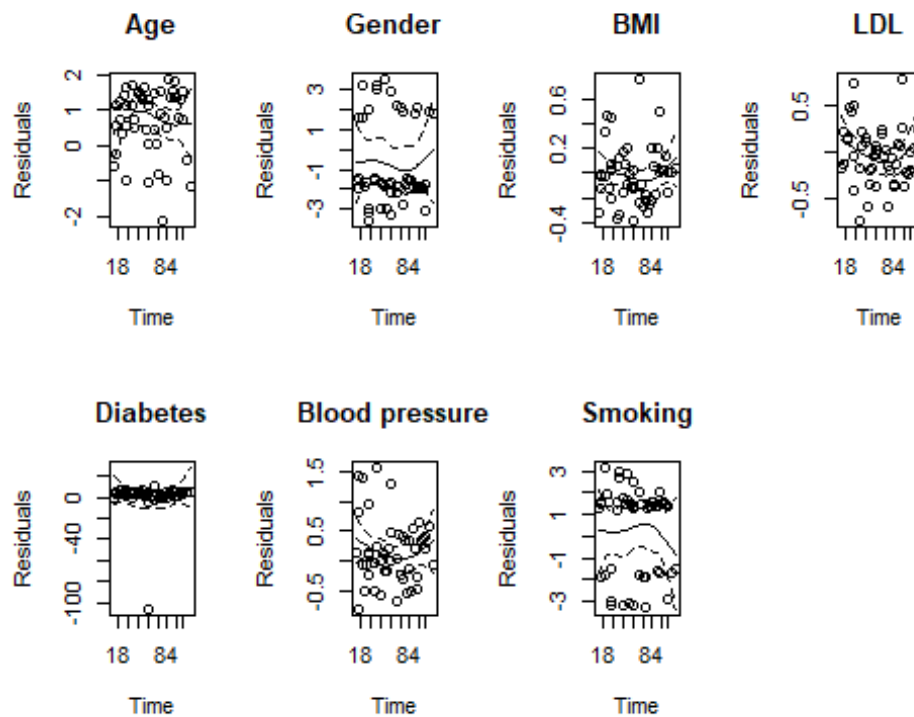 Age
Gender
BMI
LDL
Residuals
2
1
0
-2
Residuals
3
1
-1
-3
Residuals
0.6
0.2
-0.4
Residuals
0.5
-0.5
18 84
18 84
18 84
18 84
Time
Time
Time
Time
Diabetes
Blood pressure
Smoking
Residuals
0
-40
-100
Residuals
1.5
0.5
-0.5
Residuals
3
1
-1
-3
18 84
18 84
18 84
Time
Time
Time